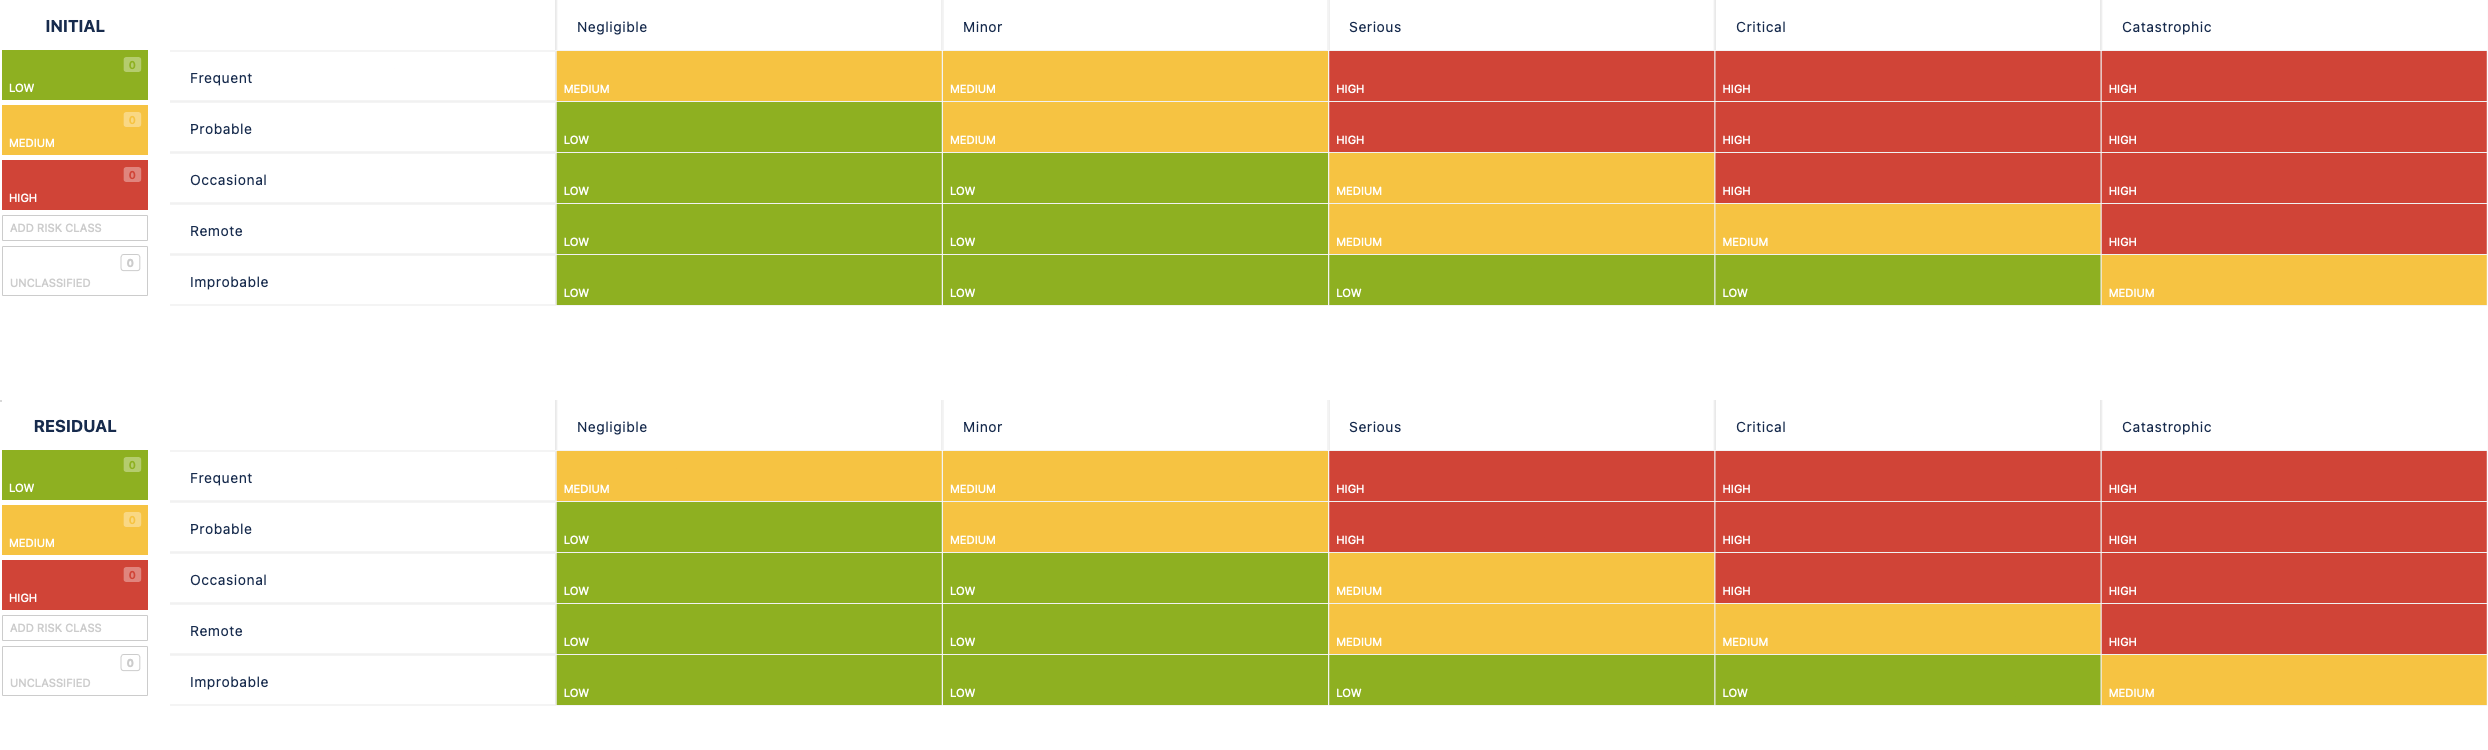 INITIAL Negligible Minor Serious Critical Catastrophic
0
LOW
0
MEDIUM
0
HIGH
ADD RISK CLASS
0
UNCLASSIFIED
Frequent MEDIUM MEDIUM HIGH HIGH HIGH
Probable LOW MEDIUM HIGH HIGH HIGH
Occasional LOW LOW MEDIUM HIGH HIGH
Remote LOW LOW MEDIUM MEDIUM HIGH
Improbable LOW LOW LOW LOW MEDIUM
RESIDUAL Negligible Minor Serious Critical Catastrophic
0
LOW
0
MEDIUM
0
HIGH
ADD RISK CLASS
0
UNCLASSIFIED
Frequent MEDIUM MEDIUM HIGH HIGH HIGH
Probable LOW MEDIUM HIGH HIGH HIGH
Occasional LOW LOW MEDIUM HIGH HIGH
Remote LOW LOW MEDIUM MEDIUM HIGH
Improbable LOW LOW LOW LOW MEDIUM